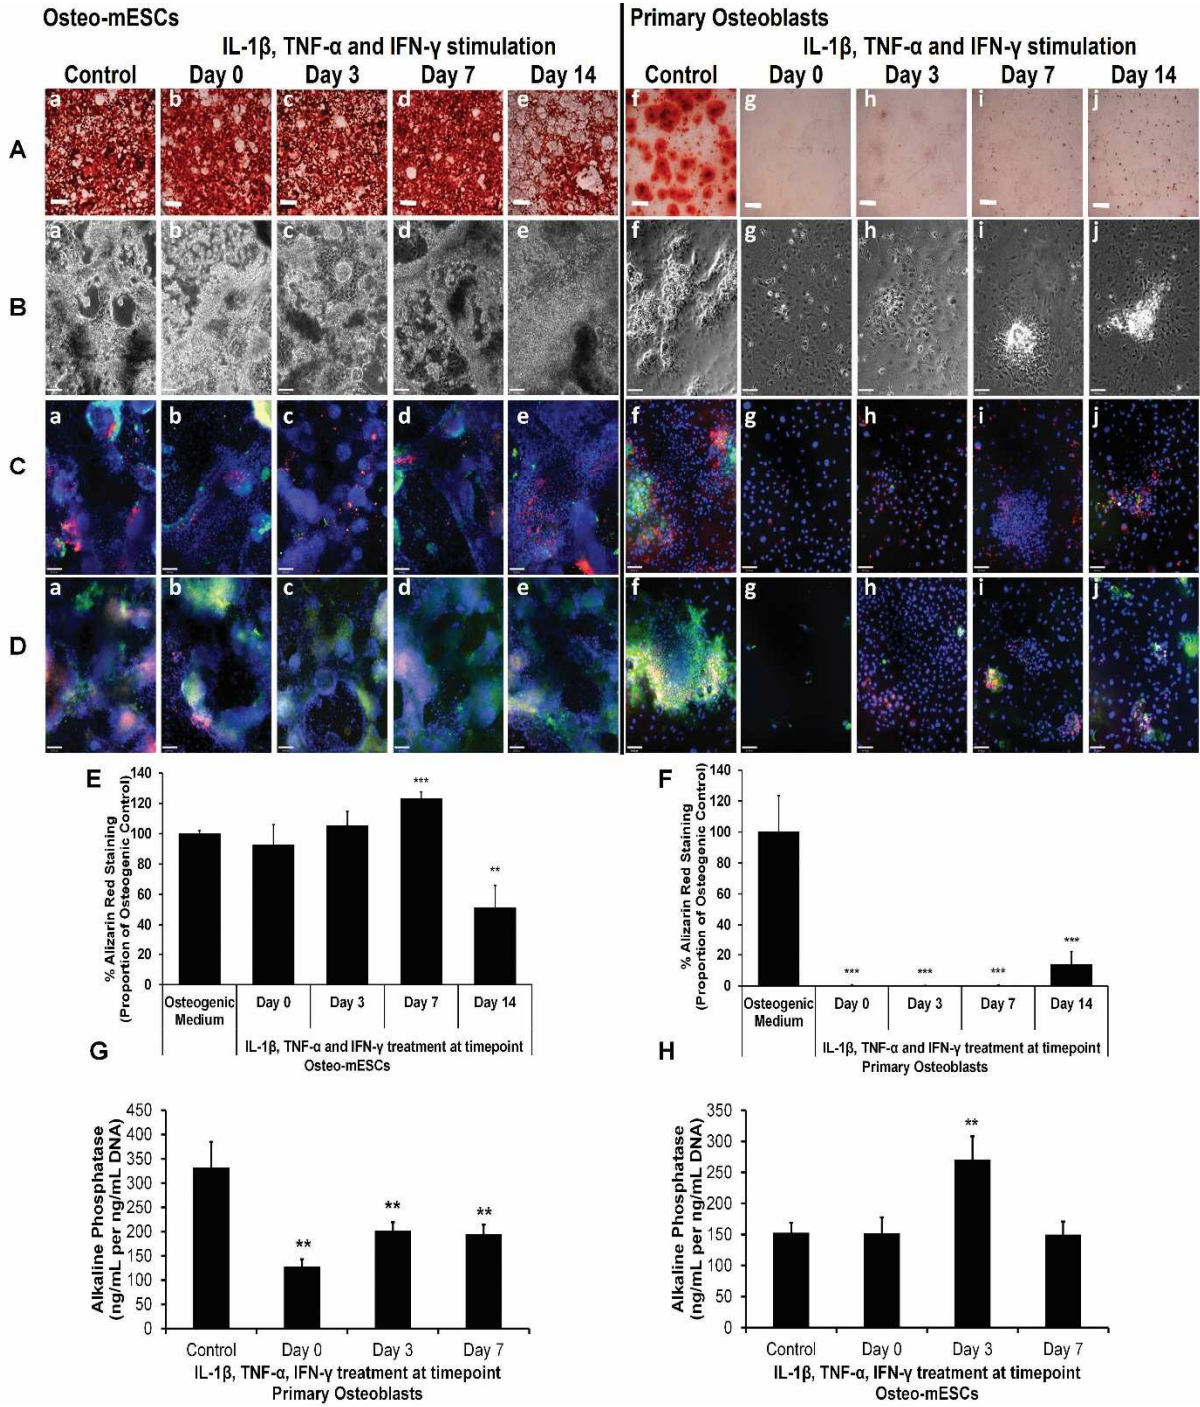 Osteo-mESCs Primary Osteoblasts
IL-1β, TNF-α and IFN-γ stimulation IL-1β, TNF-α and IFN-γ stimulation
Control Day 0 Day 3 Day 7 Day 14 Control Day 0 Day 3 Day 7 Day 14
A a b c d e f g h i j
B a b c d e f g h i j
C a b c d e f g h i j
D a b c d e f g h i j
E
% Alizarin Red Staining
(Proportion of Osteogenic Control)
140
120
100
80
60
40
20
0
***
**
Osteogenic Medium Day 0 Day 3 Day 7 Day 14
IL-1β, TNF-α and IFN-γ treatment at timepoint
Osteo-mESCs
F
% Alizarin Red Staining
(Proportion of Osteogenic Control)
140
120
100
80
60
40
20
0
*** *** *** ***
Osteogenic Medium Day 0 Day 3 Day 7 Day 14
IL-1β, TNF-α and IFN-γ treatment at timepoint
Primary Osteoblasts
G
Alkaline Phosphatase
(ng/mL per ng/mL DNA)
450
400
350
300
250
200
150
100
50
0
** ** **
Control Day 0 Day 3 Day 7
IL-1β, TNF-α, IFN-γ treatment at timepoint
Primary Osteoblasts
H
Alkaline Phosphatase
(ng/mL per ng/mL DNA)
350
300
250
200
150
100
50
0
**
Control Day 0 Day 3 Day 7
IL-1β, TNF-α, IFN-γ treatment at timepoint
Osteo-mESCs